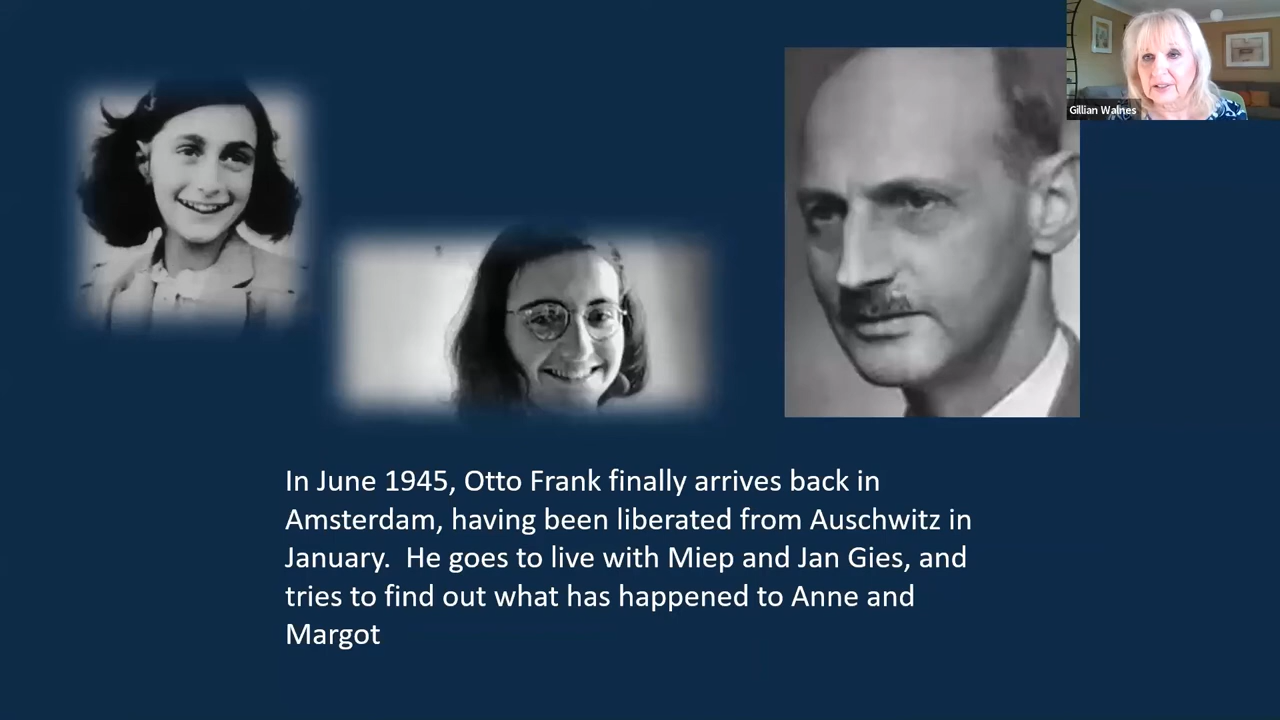 Gillian Walnes
In June 1945, Otto Frank finally arrives back in
Amsterdam, having been liberated from Auschwitz in
January.  He goes to live with Miep and Jan Gies, and
tries to find out what has happened to Anne and
Margot